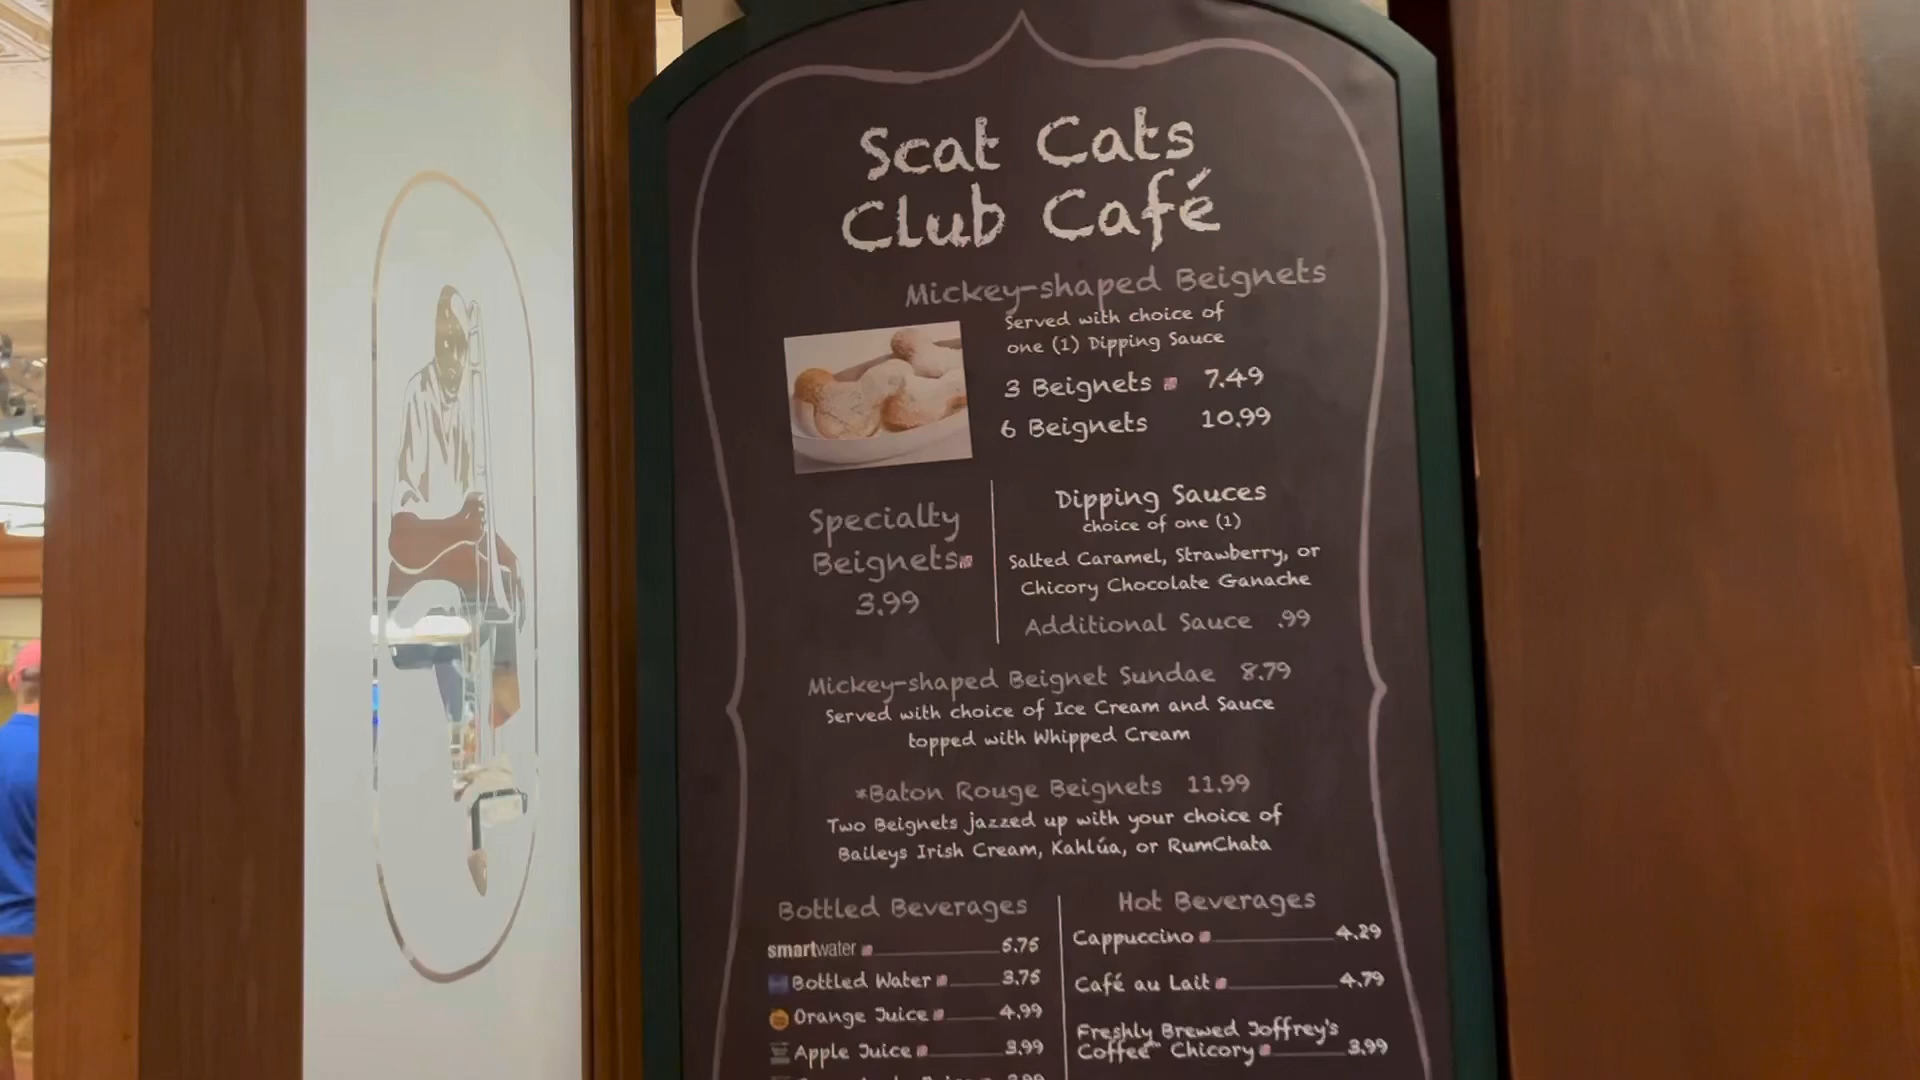 Scat Cats
Club Café
Mickey-shaped Beignets
Served with choice of
one (1) Dipping Sauce
3 Beignets 7.49
6 Beignets 10.99
Specialty
Beignets
3.99
Dipping Sauces
choice of one (1)
Salted Caramel, Strawberry, or
Chicory Chocolate Ganache
Additional Sauce .99
Mickey-shaped Beignet Sundae 8.79
Served with choice of Ice Cream and Sauce
topped with Whipped Cream
*Baton Rouge Beignets 11.99
Two Beignets jazzed up with your choice of
Baileys Irish Cream, Kahlúa, or RumChata
Bottled Beverages
smartwater 5.75
Bottled Water 3.75
Orange Juice 4.99
Apple Juice 3.99
Hot Beverages
Cappuccino 4.29
Café au Lait 4.79
Freshly Brewed Joffrey's
Coffee™ Chicory 3.99